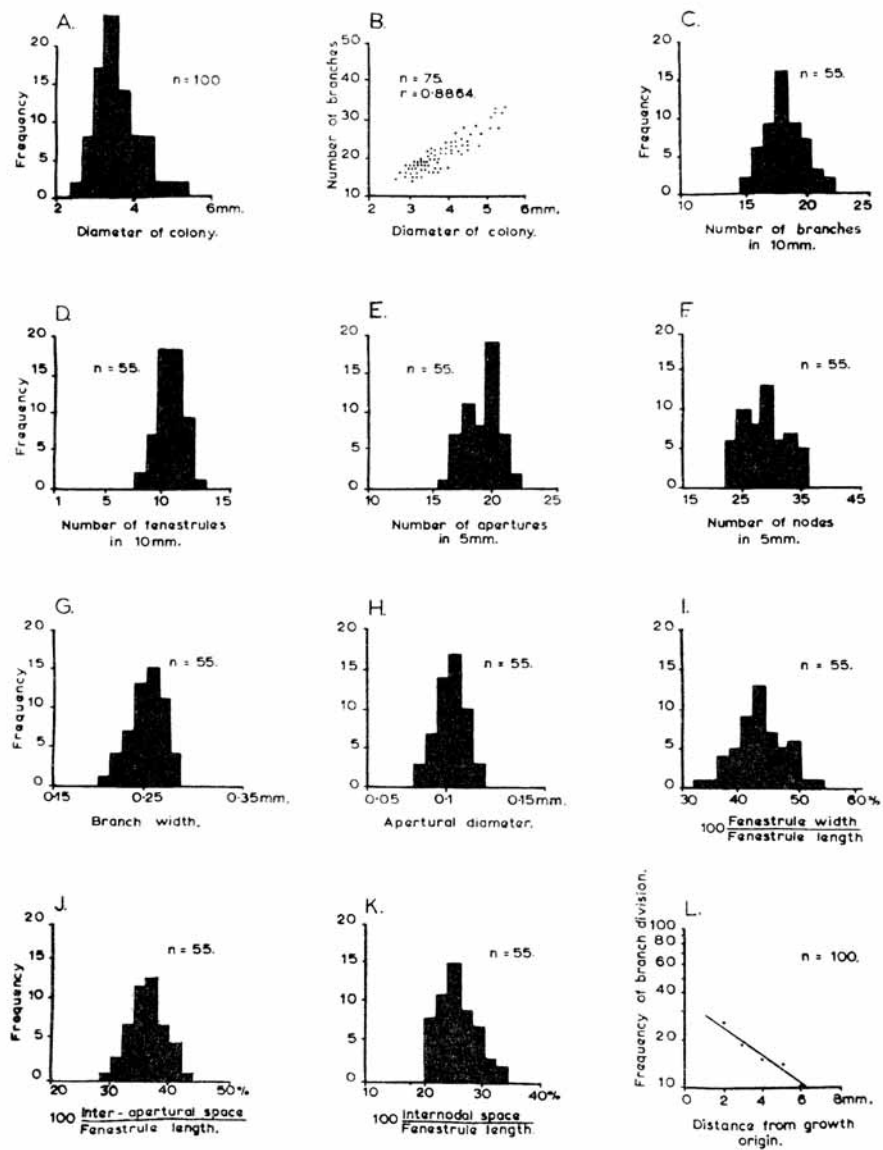 A.
Frequency
20
15
10
5
0
n = 100
2 4 6mm.
Diameter of colony.
B.
Number of branches
50
40
30
20
10
n = 75.
r = 0·8864.
2 3 4 5 6mm.
Diameter of colony.
C.
Frequency
20
15
10
5
0
n = 55.
10 15 20 25
Number of branches
in 10mm.
D.
Frequency
20
15
10
5
0
n = 55.
1 5 10 15
Number of fenestrules
in 10mm.
E.
20
15
10
5
0
n = 55.
10 15 20 25
Number of apertures
in 5mm.
F.
20
15
10
5
0
n = 55.
15 25 35 45
Number of nodes
in 5mm.
G.
Frequency
20
15
10
5
0
n = 55.
0·15 0·25 0·35mm.
Branch width.
H.
20
15
10
5
0
n = 55.
0·05 0·1 0·15mm.
Apertural diameter.
I.
20
15
10
5
0
n = 55.
30 40 50 60%
100 Fenestrule width
Fenestrule length
J.
Frequency
20
15
10
5
0
n = 55.
20 30 40 50%
100 Inter-apertural space
Fenestrule length.
K.
20
15
10
5
0
n = 55.
10 20 30 40%
100 Internodal space
Fenestrule length.
L.
Frequency of branch division.
100
80
60
40
20
10
n = 100.
0 2 4 6 8mm.
Distance from growth
origin.